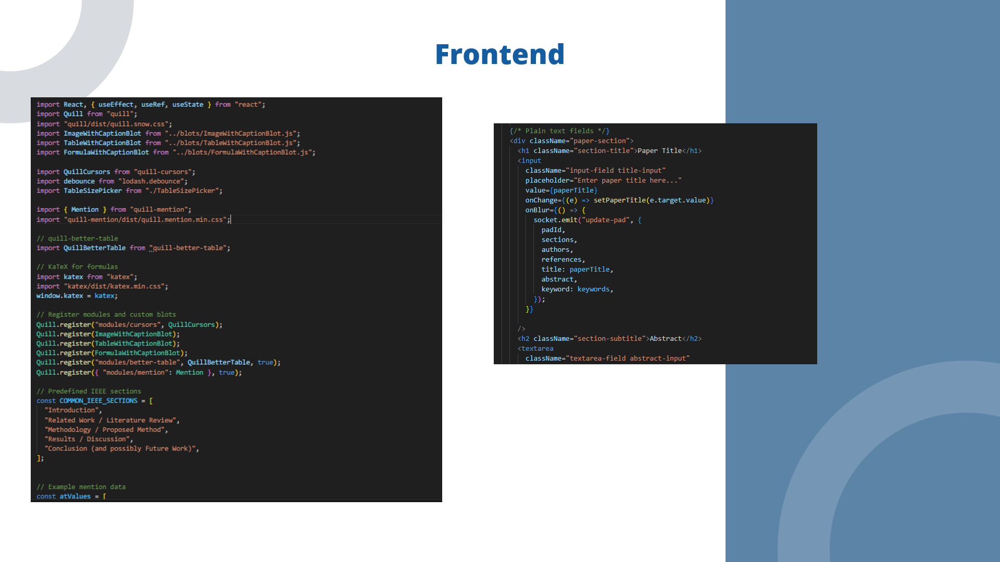 Frontend
import React, { useEffect, useRef, useState } from "react";
import Quill from "quill";
import "quill/dist/quill.snow.css";
import ImageWithCaptionBlot from "../blots/ImageWithCaptionBlot.js";
import TableWithCaptionBlot from "../blots/TableWithCaptionBlot.js";
import FormulaWithCaptionBlot from "../blots/FormulaWithCaptionBlot.js";
import QuillCursors from "quill-cursors";
import debounce from "lodash.debounce";
import TableSizePicker from "./TableSizePicker";
import { Mention } from "quill-mention";
import "quill-mention/dist/quill.mention.min.css";
// quill-better-table
import QuillBetterTable from "quill-better-table";
// KaTeX for formulas
import katex from "katex";
import "katex/dist/katex.min.css";
window.katex = katex;
// Register modules and custom blots
Quill.register("modules/cursors", QuillCursors);
Quill.register(ImageWithCaptionBlot);
Quill.register(TableWithCaptionBlot);
Quill.register(FormulaWithCaptionBlot);
Quill.register("modules/better-table", QuillBetterTable, true);
Quill.register({ "modules/mention": Mention }, true);
// Predefined IEEE sections
const COMMON_IEEE_SECTIONS = [
  "Introduction",
  "Related Work / Literature Review",
  "Methodology / Proposed Method",
  "Results / Discussion",
  "Conclusion (and possibly Future Work)",
];
// Example mention data
const atValues = [
{/* Plain text fields */}
<div className="paper-section">
  <h1 className="section-title">Paper Title</h1>
  <input
    className="input-field title-input"
    placeholder="Enter paper title here..."
    value={paperTitle}
    onChange={(e) => setPaperTitle(e.target.value)}
    onBlur={() => {
      socket.emit("update-pad", {
        padId,
        sections,
        authors,
        references,
        title: paperTitle,
        abstract,
        keyword: keywords,
      });
    }}
  />
  <h2 className="section-subtitle">Abstract</h2>
  <textarea
    className="textarea-field abstract-input"